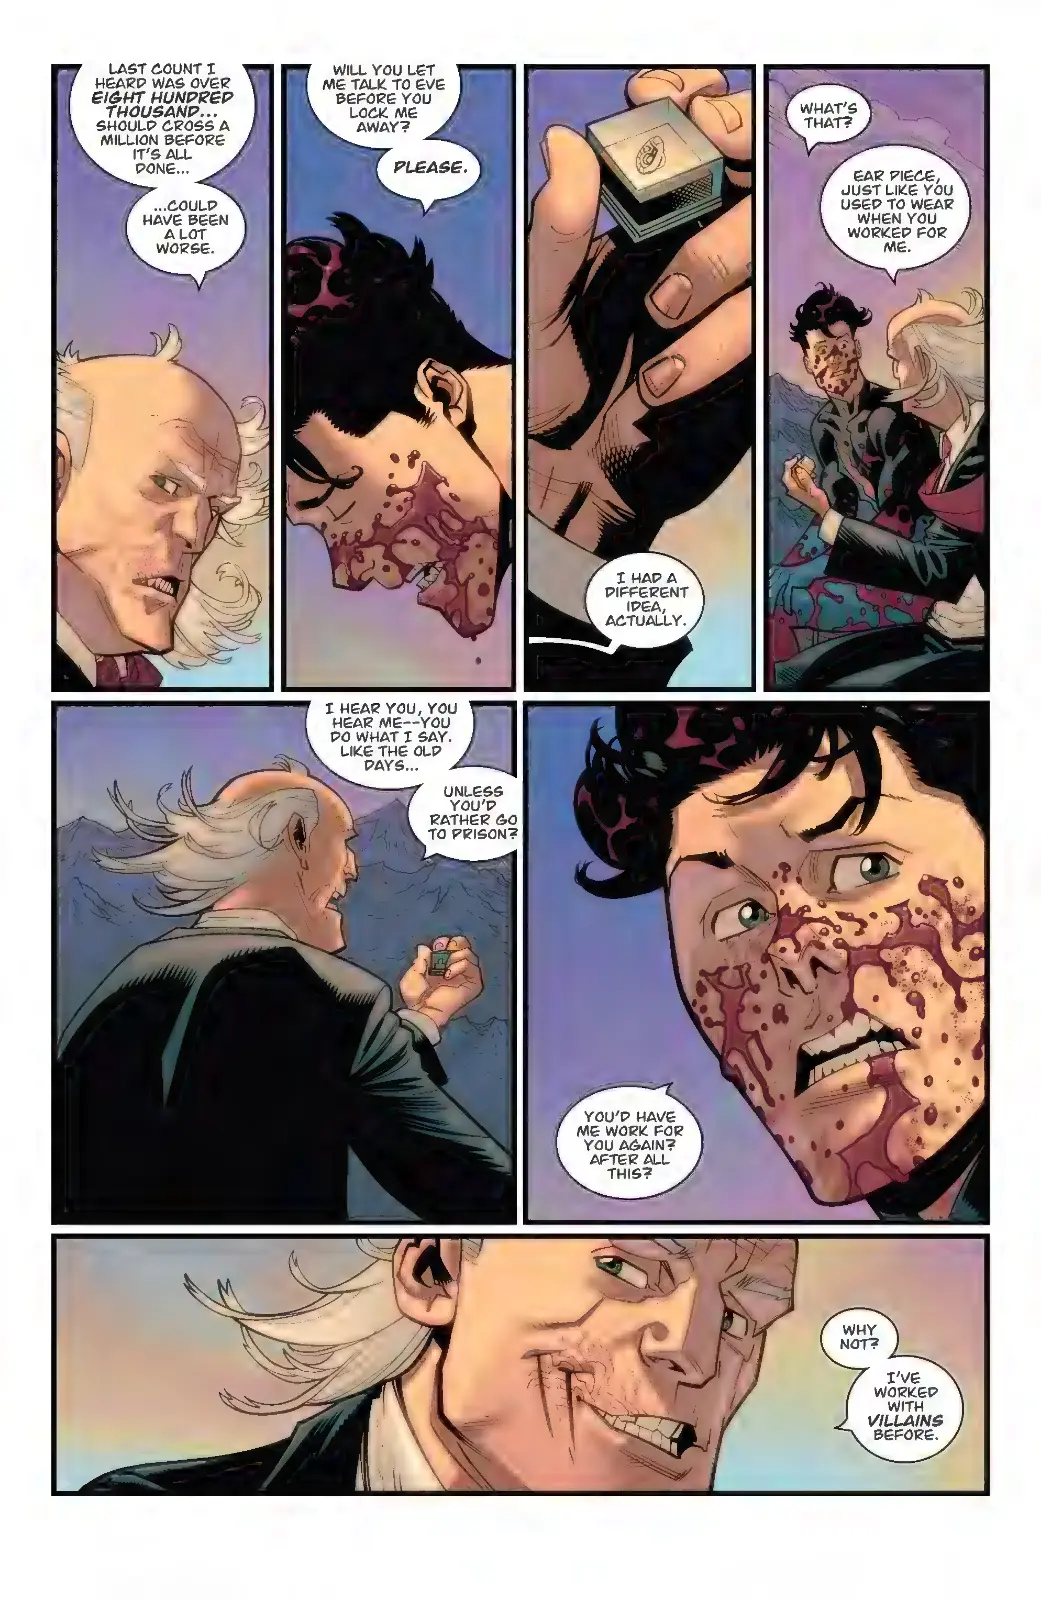 LAST COUNT I
HEARD WAS OVER
EIGHT HUNDRED
THOUSAND...
SHOULD CROSS A
MILLION BEFORE
IT'S ALL
DONE...
...COULD
HAVE BEEN
A LOT
WORSE.
WILL YOU LET
ME TALK TO EVE
BEFORE YOU
LOCK ME
AWAY?
PLEASE.
I HAD A
DIFFERENT
IDEA,
ACTUALLY.
WHAT'S
THAT?
EAR PIECE,
JUST LIKE YOU
USED TO WEAR
WHEN YOU
WORKED FOR
ME.
I HEAR YOU, YOU
HEAR ME--YOU
DO WHAT I SAY.
LIKE THE OLD
DAYS...
UNLESS
YOU'D
RATHER GO
TO PRISON?
YOU'D HAVE
ME WORK FOR
YOU AGAIN?
AFTER ALL
THIS?
WHY
NOT?
I'VE
WORKED
WITH
VILLAINS
BEFORE.